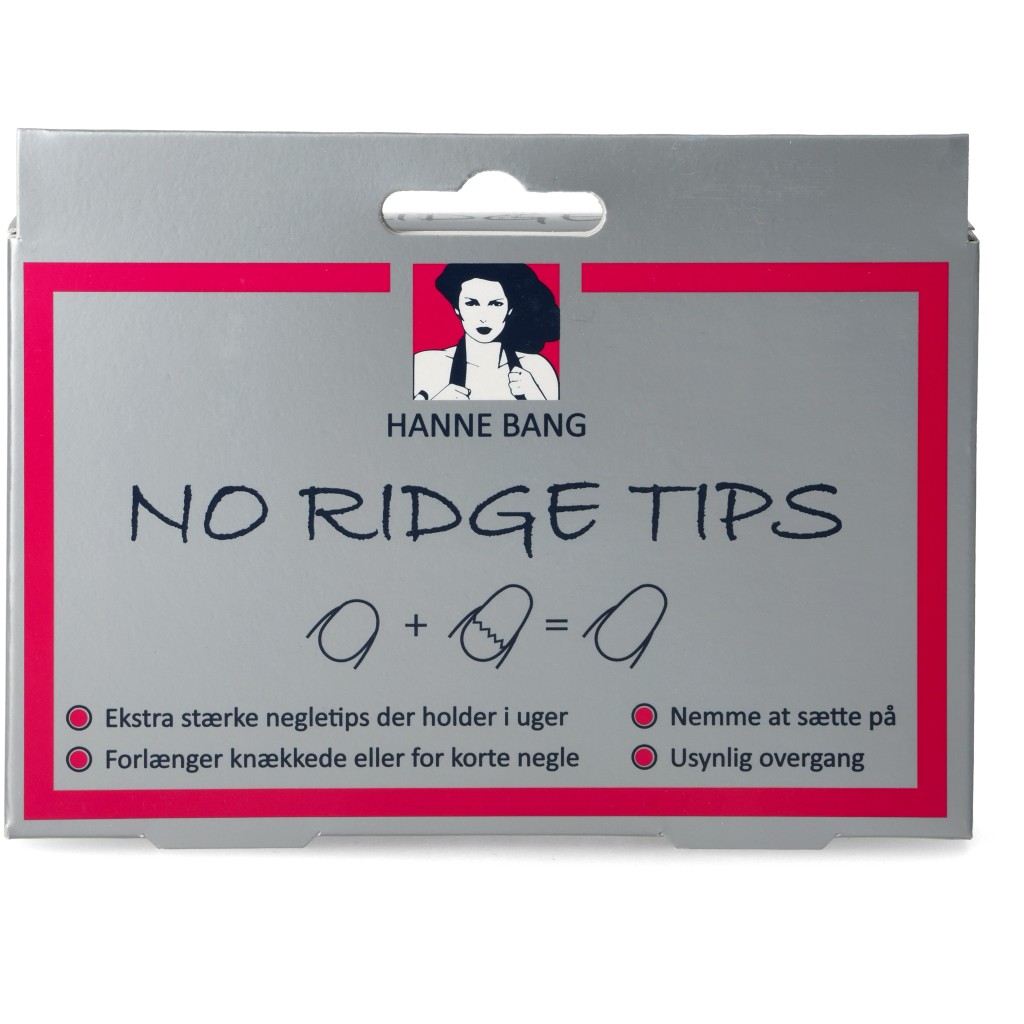 HANNE BANG
NO RIDGE TIPS
+ =
Ekstra stærke negletips der holder i uger
Forlænger knækkede eller for korte negle
Nemme at sætte på
Usynlig overgang